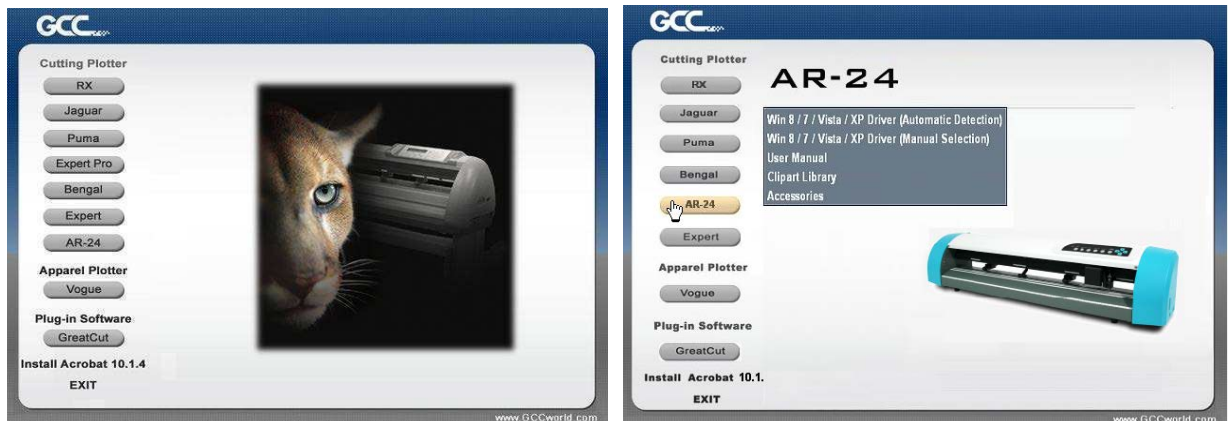 GCC
Cutting Plotter
RX
Jaguar
Puma
Expert Pro
Bengal
Expert
AR-24
Apparel Plotter
Vogue
Plug-in Software
GreatCut
Install Acrobat 10.1.4
EXIT
www.GCCworld.com
GCC
Cutting Plotter
RX
Jaguar
Puma
Bengal
AR-24
Expert
Apparel Plotter
Vogue
Plug-in Software
GreatCut
Install Acrobat 10.1.
EXIT
AR-24
Win 8 / 7 / Vista / XP Driver (Automatic Detection)
Win 8 / 7 / Vista / XP Driver (Manual Selection)
User Manual
Clipart Library
Accessories
www.GCCworld.com